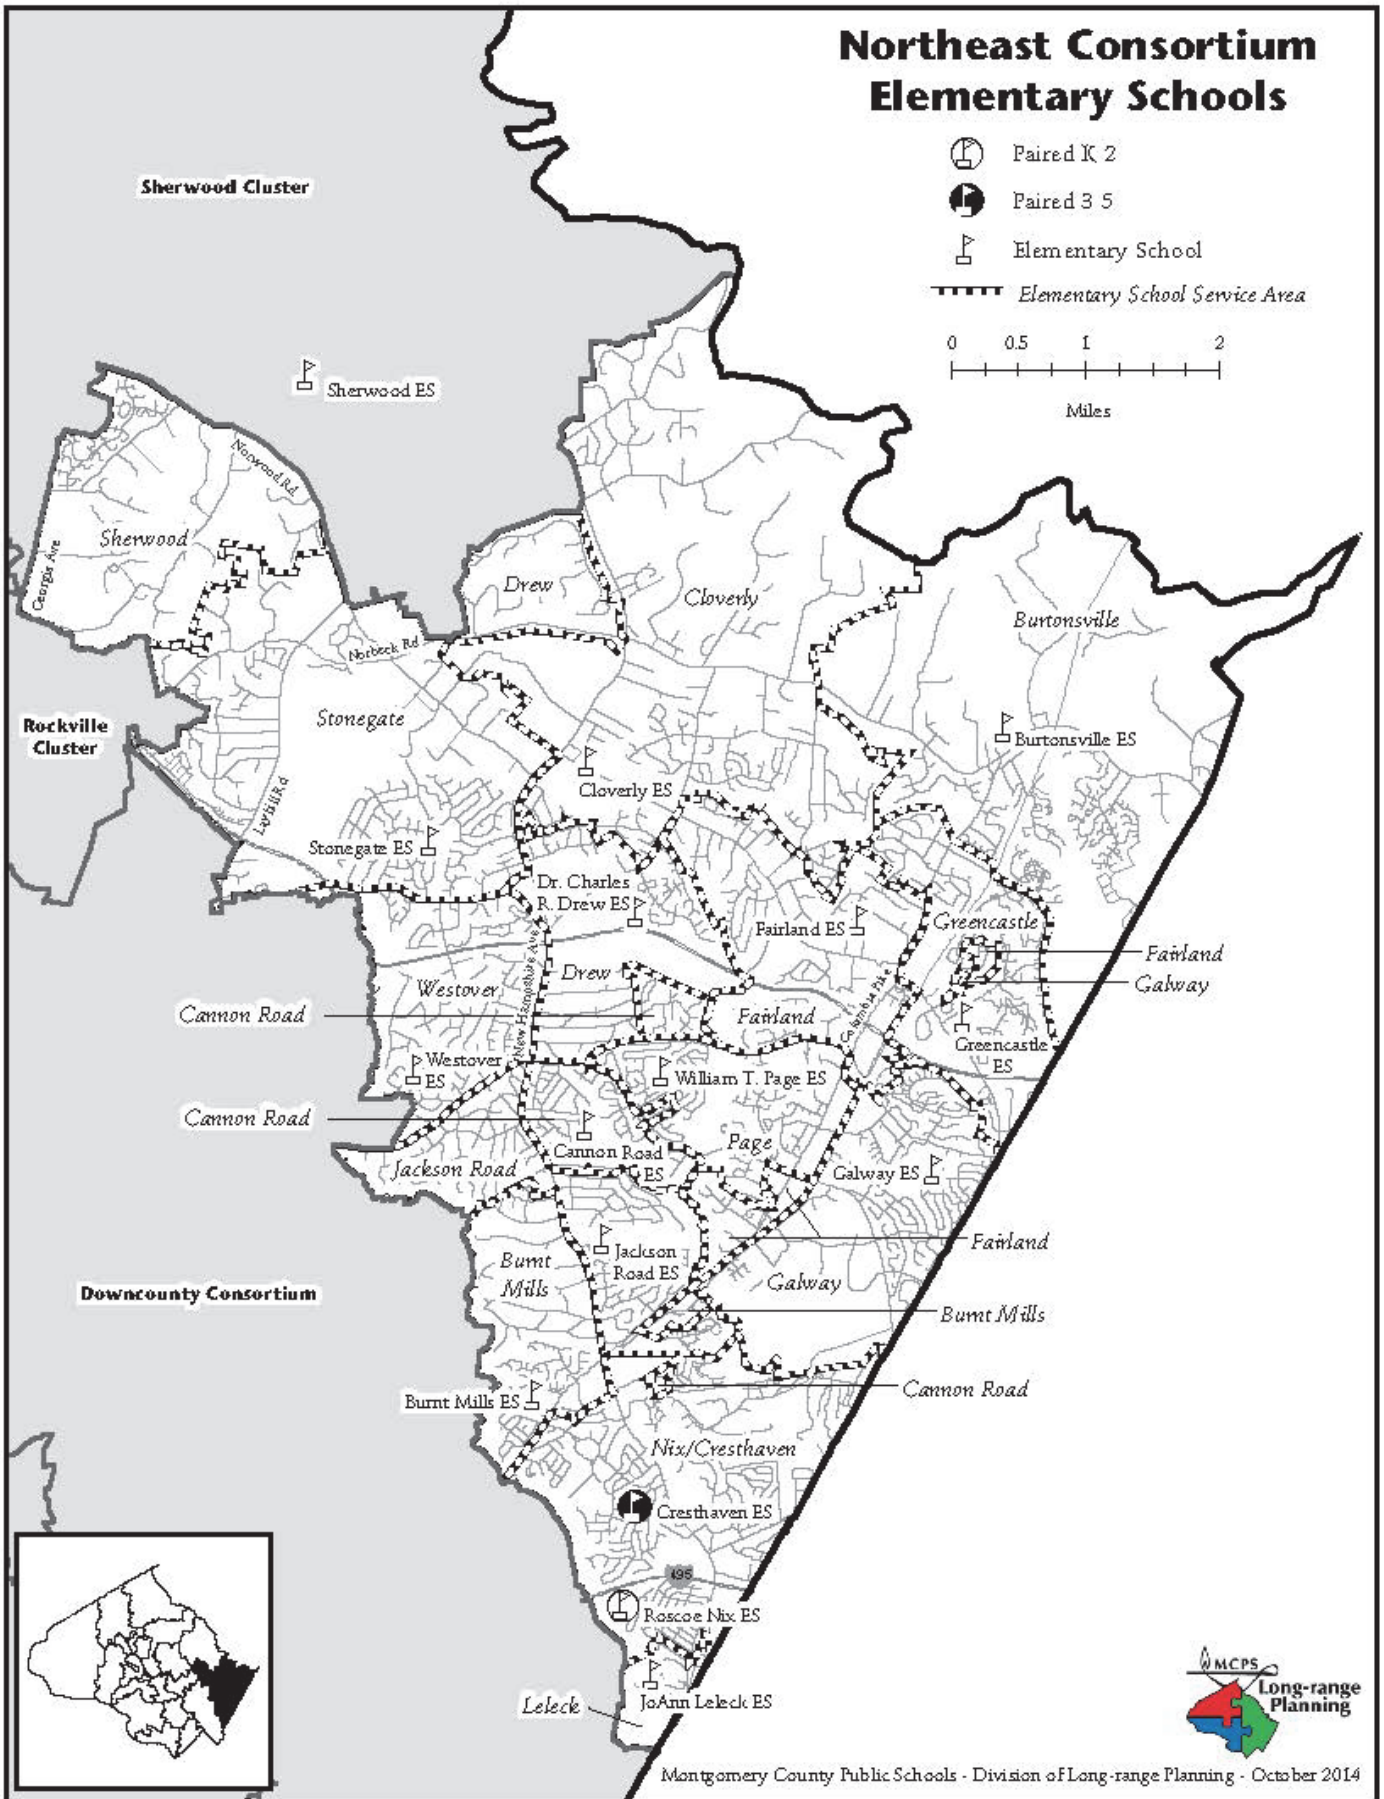 Northeast Consortium
Elementary Schools
Paired K 2
Paired 3 5
Elementary School
Elementary School Service Area
0 0.5 1 2
Miles
Sherwood Cluster
Sherwood ES
Norwood Rd
Sherwood
Georgia Ave
Drew
Cloverly
Burtonsville
Norbeck Rd
Stonegate
Rockville
Cluster
Burtonsville ES
Cloverly ES
Layhill Rd
Stonegate ES
Dr. Charles
R. Drew ES
Fairland ES
Greencastle
Fairland
Galway
New Hampshire Ave
Drew
Westover
Cannon Road
Fairland
Columbia Pike
Greencastle
ES
Westover
ES
William T. Page ES
Cannon Road
Page
Cannon Road
ES
Jackson Road
Galway ES
Fairland
Jackson
Road ES
Burnt
Mills
Galway
Downcounty Consortium
Burnt Mills
Cannon Road
Burnt Mills ES
Nix/Cresthaven
Cresthaven ES
495
Roscoe Nix ES
JoAnn Leleck ES
Leleck
MCPS
Long-range
Planning
Montgomery County Public Schools - Division of Long-range Planning - October 2014